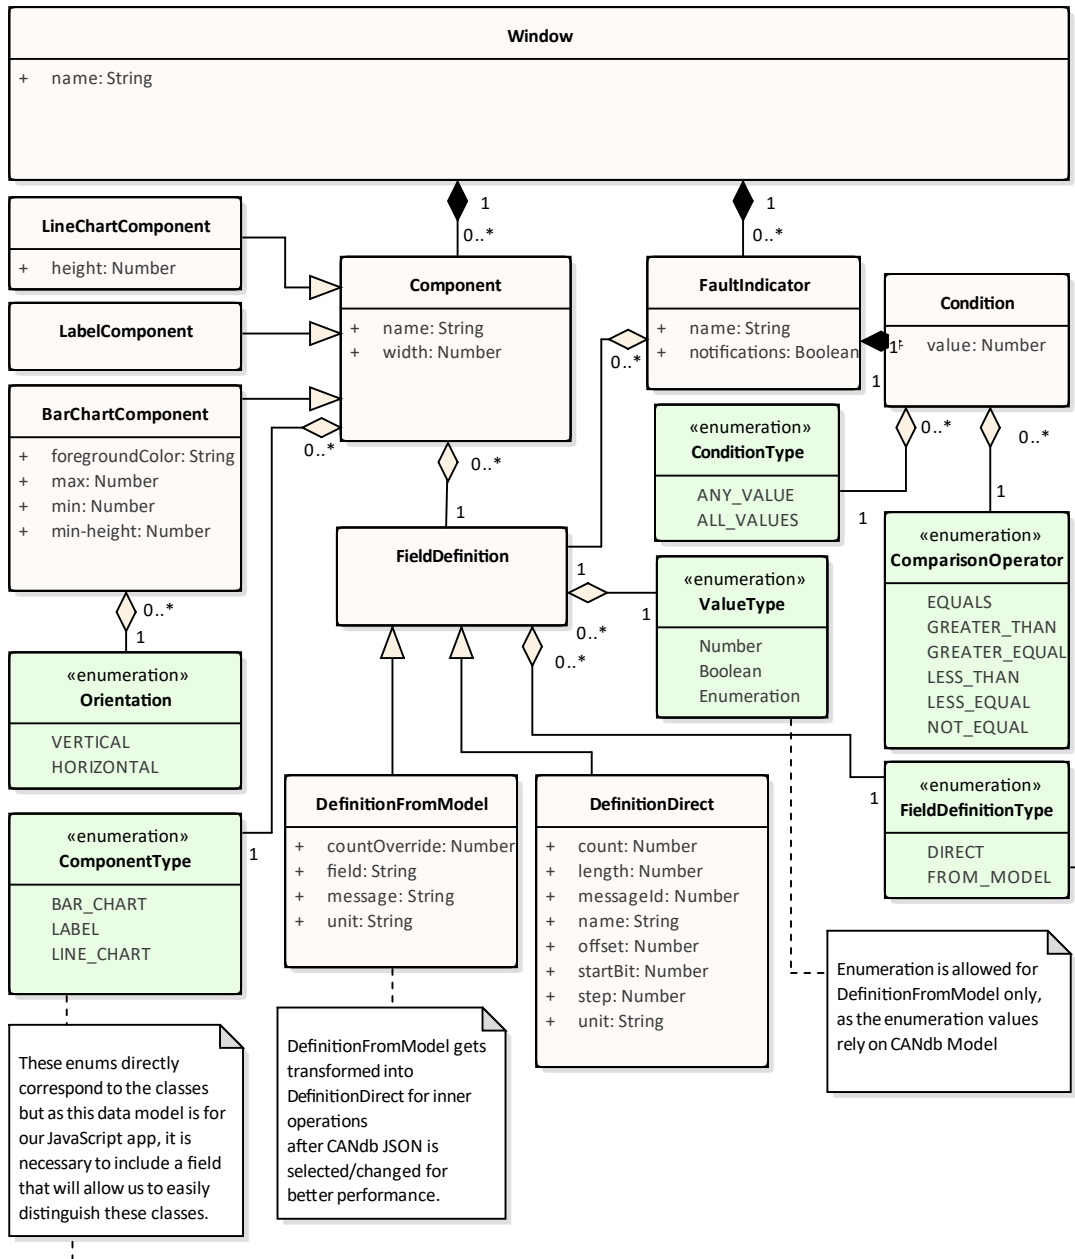 Window
+ name: String
1
0..*
1
0..*
LineChartComponent
+ height: Number
LabelComponent
BarChartComponent
+ foregroundColor: String
+ max: Number
+ min: Number
+ min-height: Number
0..*
1
Component
+ name: String
+ width: Number
0..*
0..*
1
FaultIndicator
+ name: String
+ notifications: Boolean
0..*
1
Condition
+ value: Number
1
0..*
0..*
«enumeration»
ConditionType
ANY_VALUE
ALL_VALUES
1
1
«enumeration»
ComparisonOperator
EQUALS
GREATER_THAN
GREATER_EQUAL
LESS_THAN
LESS_EQUAL
NOT_EQUAL
FieldDefinition
1
1
0..*
0..*
«enumeration»
ValueType
Number
Boolean
Enumeration
«enumeration»
Orientation
VERTICAL
HORIZONTAL
«enumeration»
ComponentType
BAR_CHART
LABEL
LINE_CHART
1
DefinitionFromModel
+ countOverride: Number
+ field: String
+ message: String
+ unit: String
DefinitionDirect
+ count: Number
+ length: Number
+ messageId: Number
+ name: String
+ offset: Number
+ startBit: Number
+ step: Number
+ unit: String
1
«enumeration»
FieldDefinitionType
DIRECT
FROM_MODEL
Enumeration is allowed for
DefinitionFromModel only,
as the enumeration values
rely on CANdb Model
These enums directly
correspond to the classes
but as this data model is for
our JavaScript app, it is
necessary to include a field
that will allow us to easily
distinguish these classes.
DefinitionFromModel gets
transformed into
DefinitionDirect for inner
operations
after CANdb JSON is
selected/changed for
better performance.